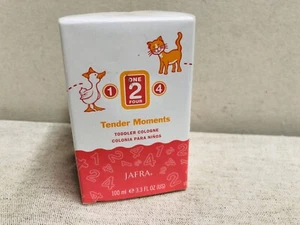 ONE
1 2 4
FOUR
Tender Moments
TODDLER COLOGNE
COLONIA PARA NIÑOS
JAFRA
100 ml e 3.3 FL OZ (US)